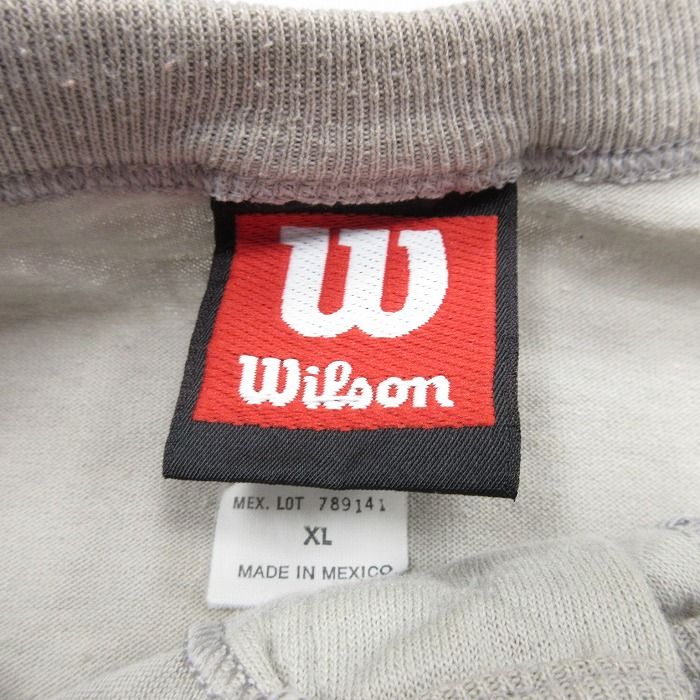 W
Wilson
MEX. LOT 789141
XL
MADE IN MEXICO